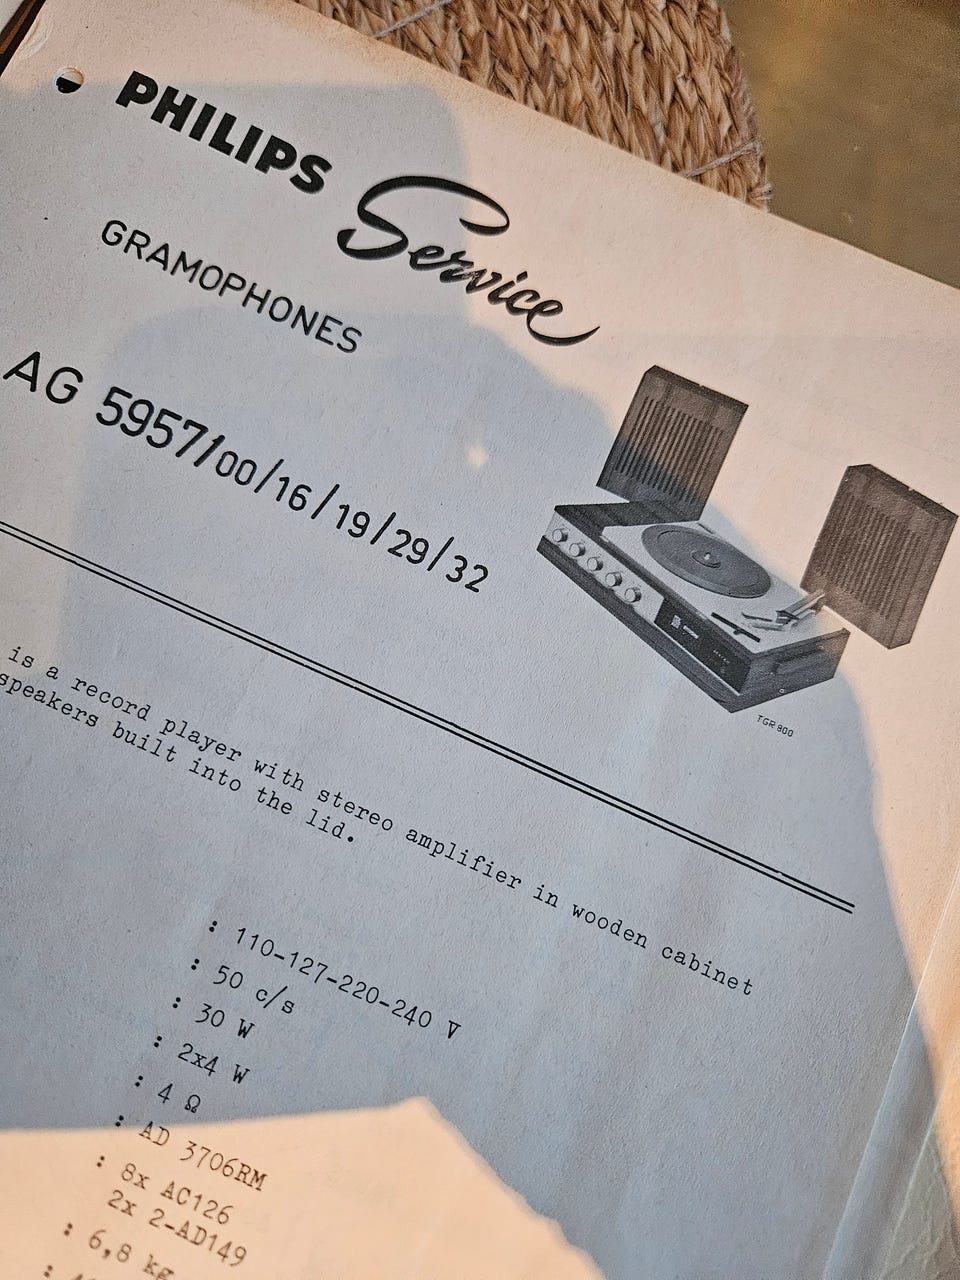 PHILIPS Service
GRAMOPHONES
AG 5957/00/16/19/29/32
TGR 800
is a record player with stereo amplifier in wooden cabinet
speakers built into the lid.
: 110-127-220-240 V
: 50 c/s
: 30 W
: 2x4 W
: 4 Ω
: AD 3706RM
: 8x AC126
2x 2-AD149
: 6,8 kg
: